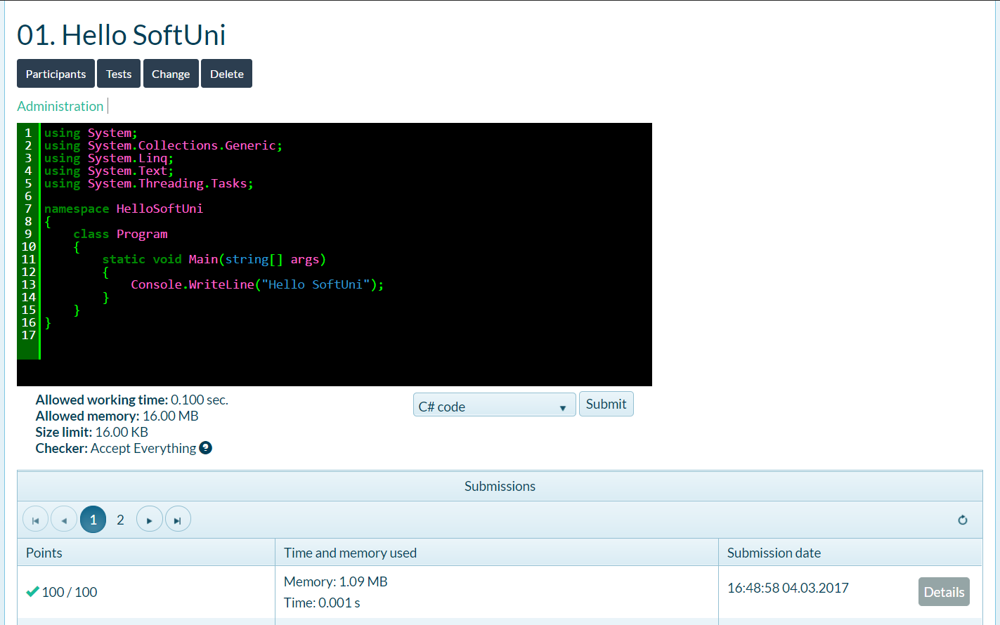 01. Hello SoftUni
Participants Tests Change Delete
Administration
1 using System;
2 using System.Collections.Generic;
3 using System.Linq;
4 using System.Text;
5 using System.Threading.Tasks;
6
7 namespace HelloSoftUni
8 {
9 class Program
10 {
11 static void Main(string[] args)
12 {
13 Console.WriteLine("Hello SoftUni");
14 }
15 }
16 }
17
Allowed working time: 0.100 sec.
Allowed memory: 16.00 MB
Size limit: 16.00 KB
Checker: Accept Everything ?
C# code Submit
Submissions
1 2
Points Time and memory used Submission date
100 / 100
Memory: 1.09 MB
Time: 0.001 s
16:48:58 04.03.2017
Details